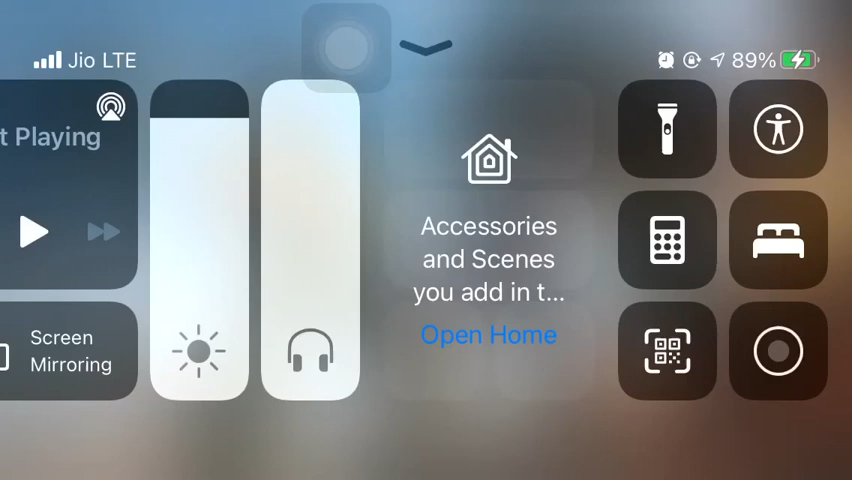 Jio LTE
89%
t Playing
Screen
Mirroring
Accessories
and Scenes
you add in t...
Open Home